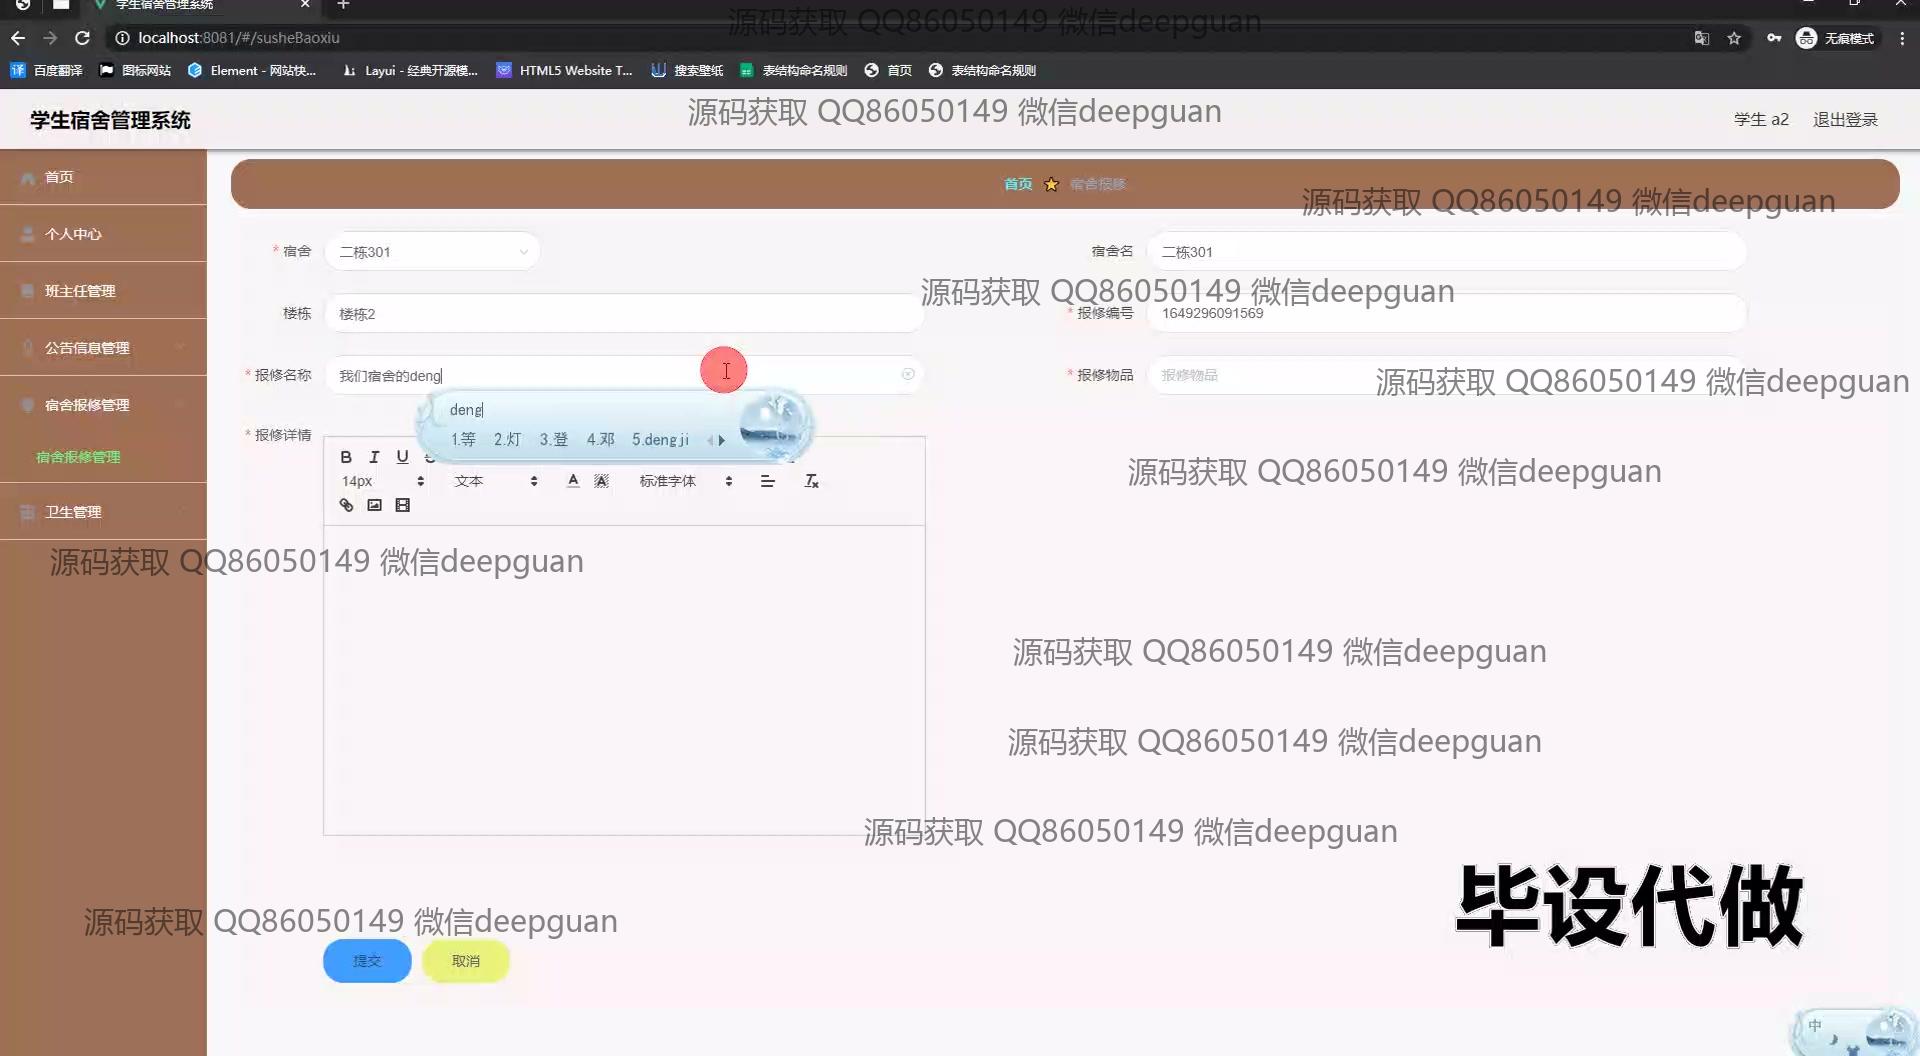 学生宿舍管理系统
源码获取 QQ86050149 微信deepguan
localhost:8081/#/susheBaoxiu
无痕模式
百度翻译 图标网站 Element - 网站快... Layui - 经典开源模... HTML5 Website T... 搜索壁纸 表结构命名规则 首页 表结构命名规则
学生宿舍管理系统
源码获取 QQ86050149 微信deepguan
学生 a2 退出登录
首页
首页 宿舍报修
源码获取 QQ86050149 微信deepguan
个人中心
* 宿舍 二栋301
宿舍名 二栋301
班主任管理
源码获取 QQ86050149 微信deepguan
楼栋 楼栋2
* 报修编号 1649296091569
公告信息管理
* 报修名称 我们宿舍的deng
* 报修物品 报修物品
源码获取 QQ86050149 微信deepguan
宿舍报修管理
deng
1.等 2.灯 3.登 4.邓 5.dengji
* 报修详情
宿舍报修管理
B I U
14px 文本 A A 标准字体
源码获取 QQ86050149 微信deepguan
卫生管理
源码获取 QQ86050149 微信deepguan
源码获取 QQ86050149 微信deepguan
源码获取 QQ86050149 微信deepguan
源码获取 QQ86050149 微信deepguan
毕设代做
源码获取 QQ86050149 微信deepguan
提交 取消
中